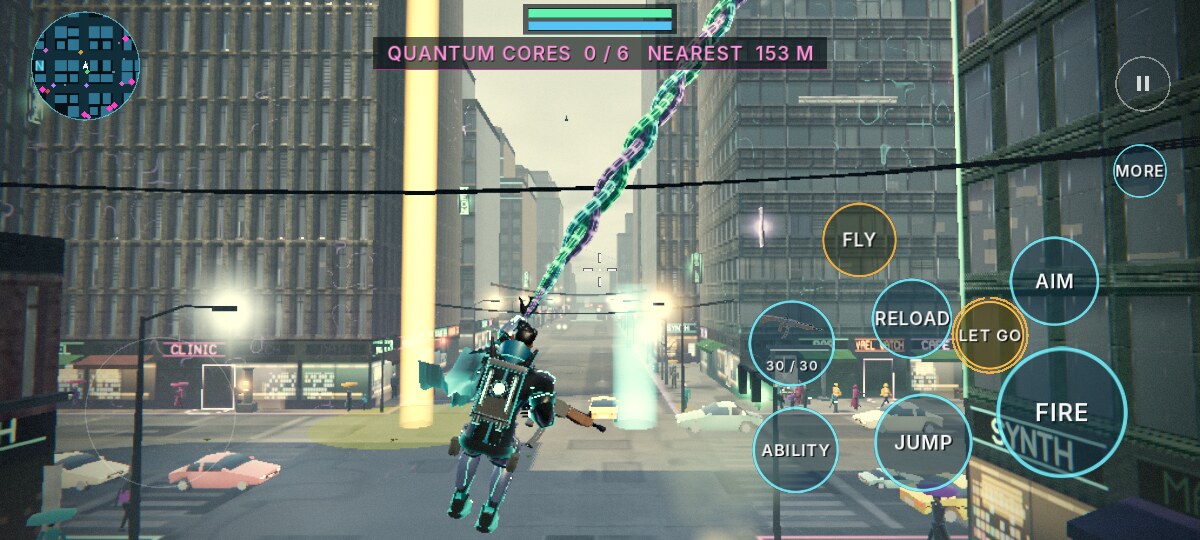 N
QUANTUM CORES 0 / 6 NEAREST 153 M
MORE
FLY
AIM
RELOAD
LET GO
30 / 30
CLINIC
FIRE
SYNTH
ABILITY
JUMP